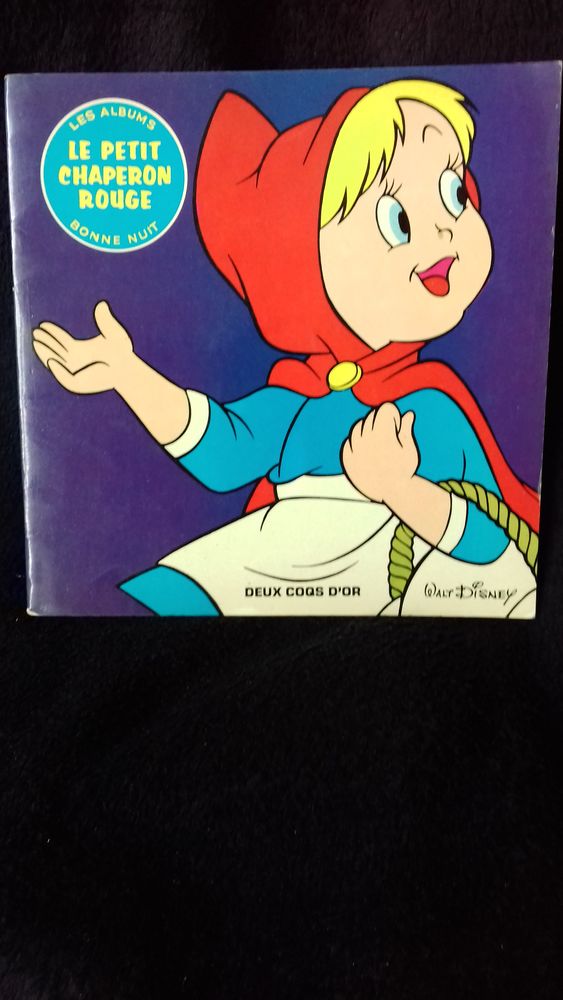 LES ALBUMS
LE PETIT
CHAPERON
ROUGE
BONNE NUIT
DEUX COQS D'OR
WALT DISNEY